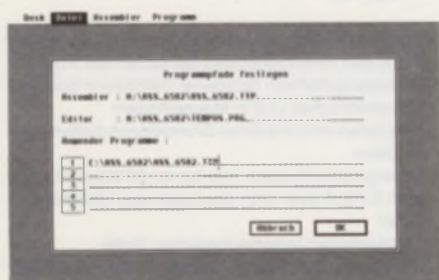 Desk Datei Assembler Programme
Programmpfade festlegen
Assembler : A:\ASS_6502\ASS_6502.TTP
Editor : A:\ASS_6502\TEMPUS.PRG
Anwender Programme :
1 C:\ASS_6502\ASS_6502.TTP
2
3
4
5
Abbruch OK